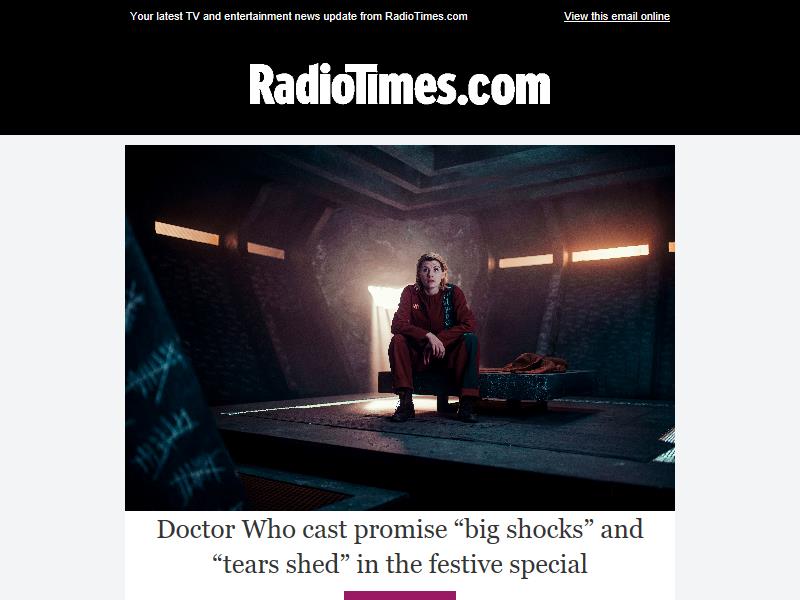 Your latest TV and entertainment news update from RadioTimes.com
View this email online
RadioTimes.com
Doctor Who cast promise “big shocks” and
“tears shed” in the festive special